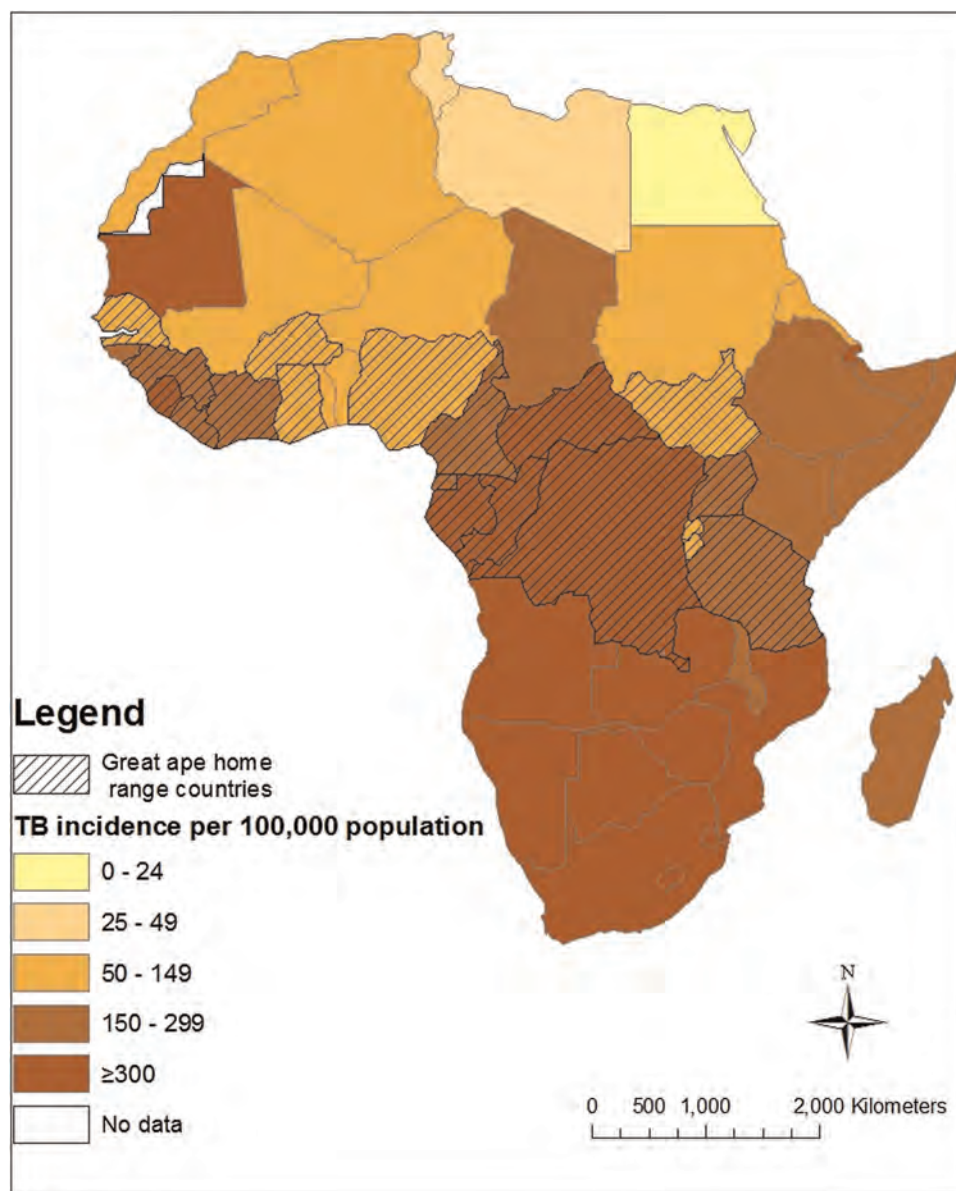 Legend
Great ape home
range countries
TB incidence per 100,000 population
0 - 24
25 - 49
50 - 149
150 - 299
≥300
No data
N
0 500 1,000 2,000 Kilometers